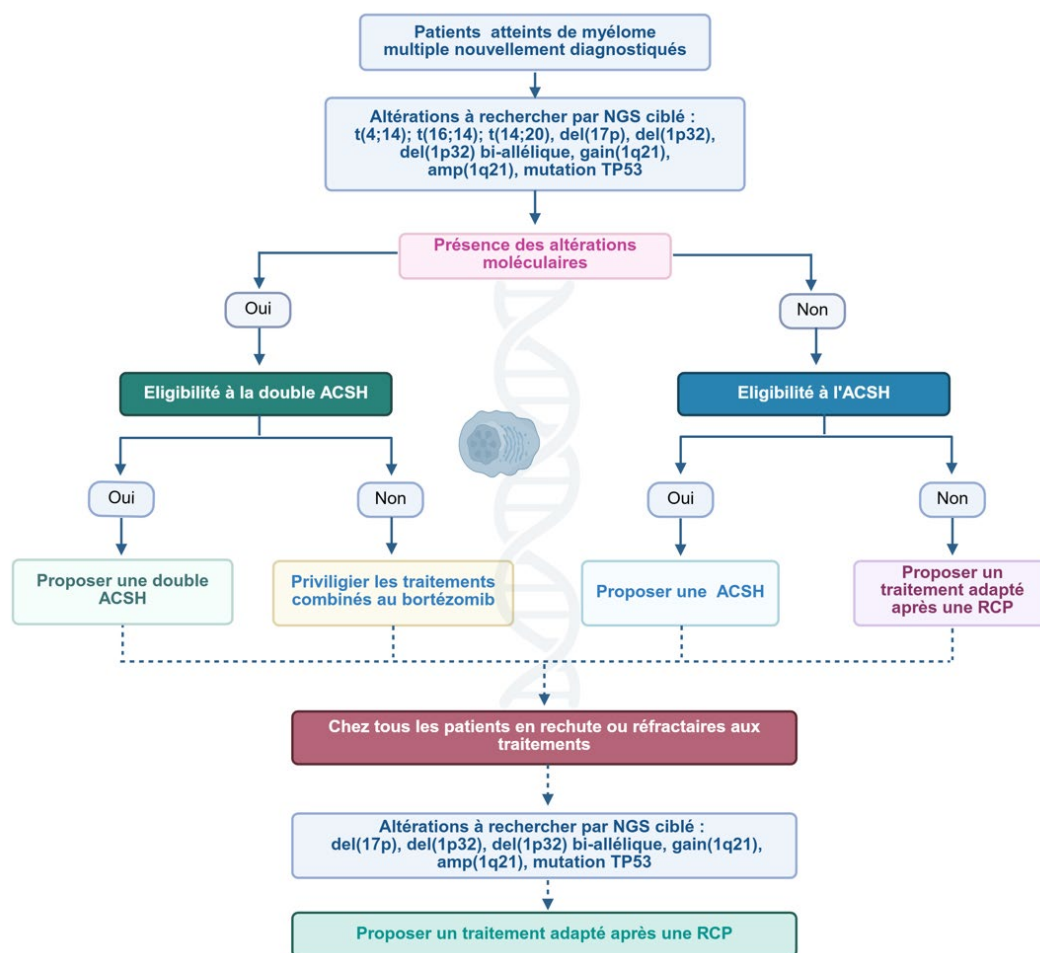 Patients atteints de myélome
multiple nouvellement diagnostiqués
Altérations à rechercher par NGS ciblé :
t(4;14); t(16;14); t(14;20), del(17p), del(1p32),
del(1p32) bi-allélique, gain(1q21),
amp(1q21), mutation TP53
Présence des altérations
moléculaires
Oui
Non
Eligibilité à la double ACSH
Eligibilité à l'ACSH
Oui
Non
Oui
Non
Proposer une double
ACSH
Priviligier les traitements
combinés au bortézomib
Proposer une ACSH
Proposer un
traitement adapté
après une RCP
Chez tous les patients en rechute ou réfractaires aux
traitements
Altérations à rechercher par NGS ciblé :
del(17p), del(1p32), del(1p32) bi-allélique, gain(1q21),
amp(1q21), mutation TP53
Proposer un traitement adapté après une RCP